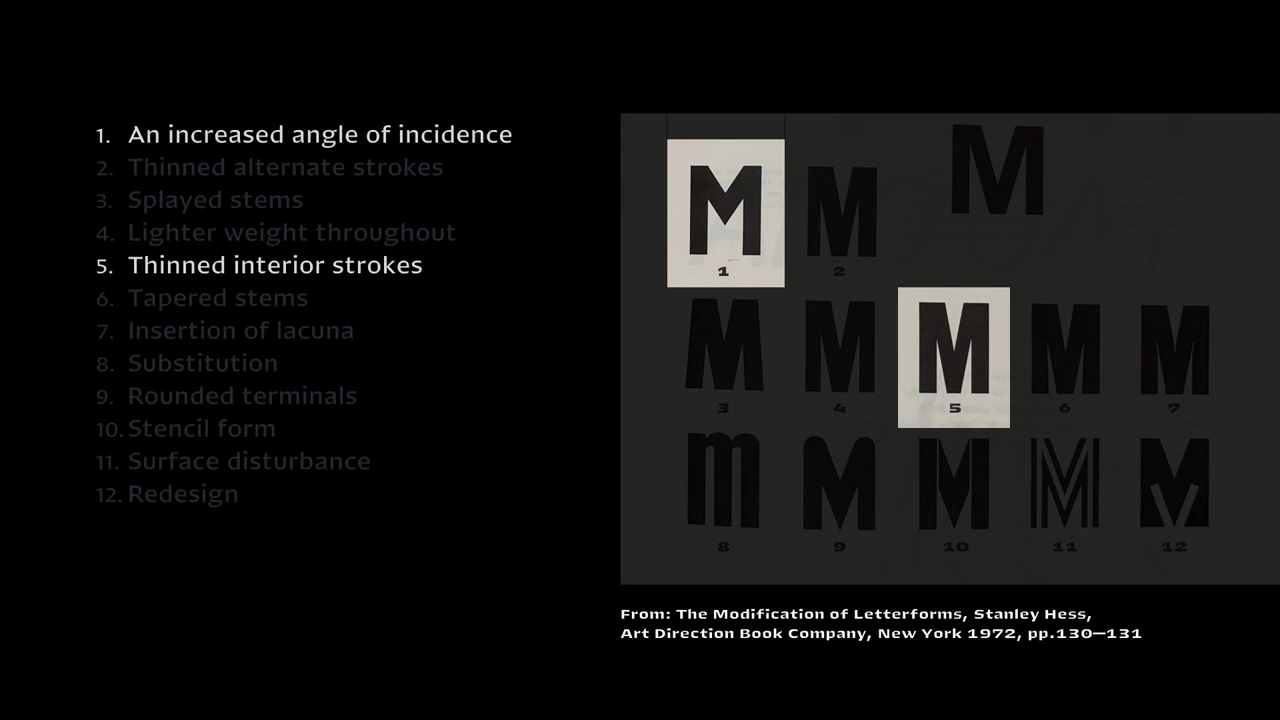 1. An increased angle of incidence
2. Thinned alternate strokes
3. Splayed stems
4. Lighter weight throughout
5. Thinned interior strokes
6. Tapered stems
7. Insertion of lacuna
8. Substitution
9. Rounded terminals
10. Stencil form
11. Surface disturbance
12. Redesign
M
M M
1 2
M M M M M
3 4 5 6 7
m M M M M
8 9 10 11 12
From: The Modification of Letterforms, Stanley Hess,
Art Direction Book Company, New York 1972, pp.130—131